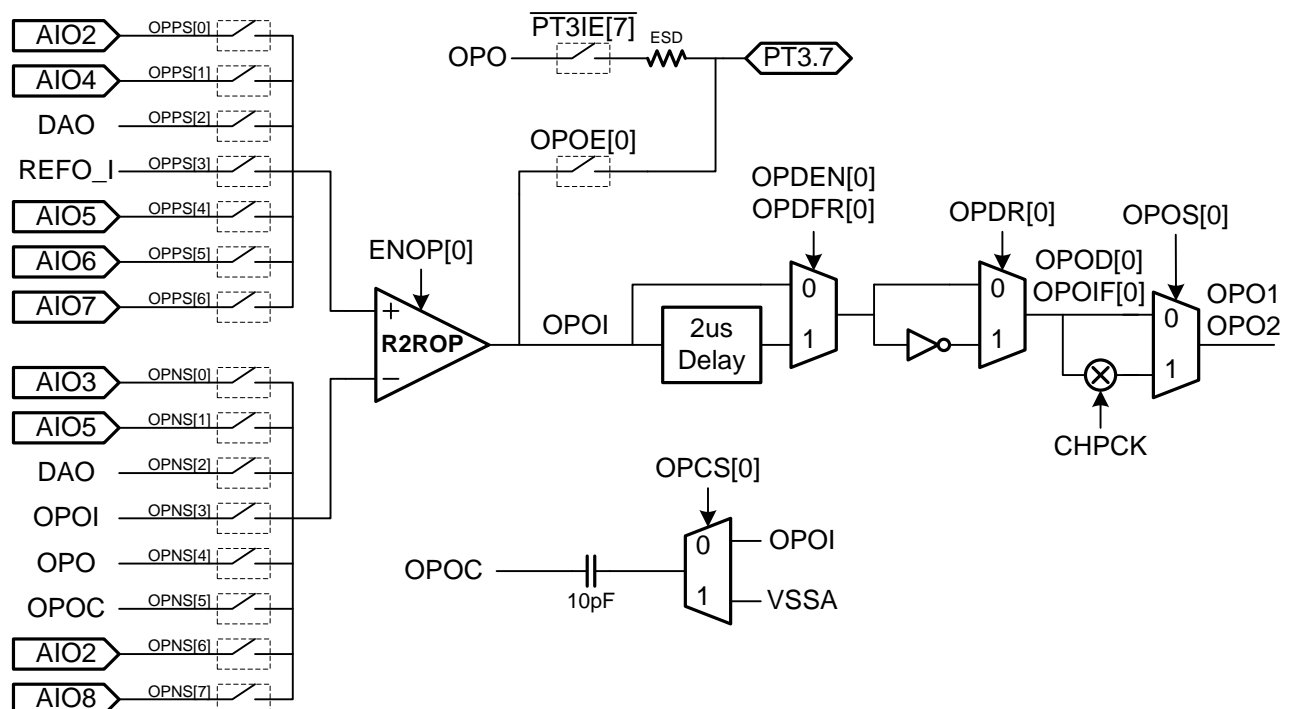 AIO2 OPPS[0]
AIO4 OPPS[1]
DAO OPPS[2]
REFO_I OPPS[3]
AIO5 OPPS[4]
AIO6 OPPS[5]
AIO7 OPPS[6]
AIO3 OPNS[0]
AIO5 OPNS[1]
DAO OPNS[2]
OPOI OPNS[3]
OPO OPNS[4]
OPOC OPNS[5]
AIO2 OPNS[6]
AIO8 OPNS[7]
ENOP[0]
+
R2ROP
−
PT3IE[7]
OPO
ESD
PT3.7
OPOE[0]
OPOI
2us
Delay
OPDEN[0]
OPDFR[0]
0
1
OPDR[0]
0
1
OPOD[0]
OPOIF[0]
CHPCK
OPOS[0]
0
1
OPO1
OPO2
OPCS[0]
OPOC
10pF
0
1
OPOI
VSSA